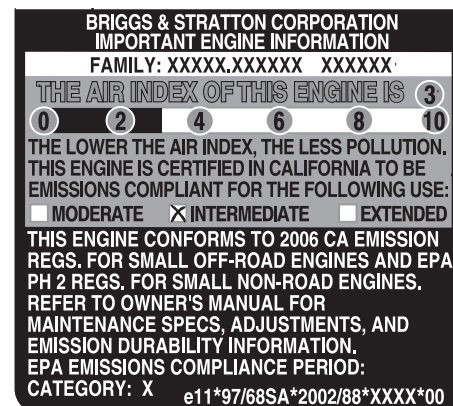 BRIGGS & STRATTON CORPORATION
IMPORTANT ENGINE INFORMATION
FAMILY: XXXXX.XXXXXX XXXXXX
THE AIR INDEX OF THIS ENGINE IS 3
0 2 4 6 8 10
THE LOWER THE AIR INDEX, THE LESS POLLUTION.
THIS ENGINE IS CERTIFIED IN CALIFORNIA TO BE
EMISSIONS COMPLIANT FOR THE FOLLOWING USE:
MODERATE INTERMEDIATE EXTENDED
THIS ENGINE CONFORMS TO 2006 CA EMISSION
REGS. FOR SMALL OFF-ROAD ENGINES AND EPA
PH 2 REGS. FOR SMALL NON-ROAD ENGINES.
REFER TO OWNER'S MANUAL FOR
MAINTENANCE SPECS, ADJUSTMENTS, AND
EMISSION DURABILITY INFORMATION.
EPA EMISSIONS COMPLIANCE PERIOD:
CATEGORY: X e11*97/68SA*2002/88*XXXX*00